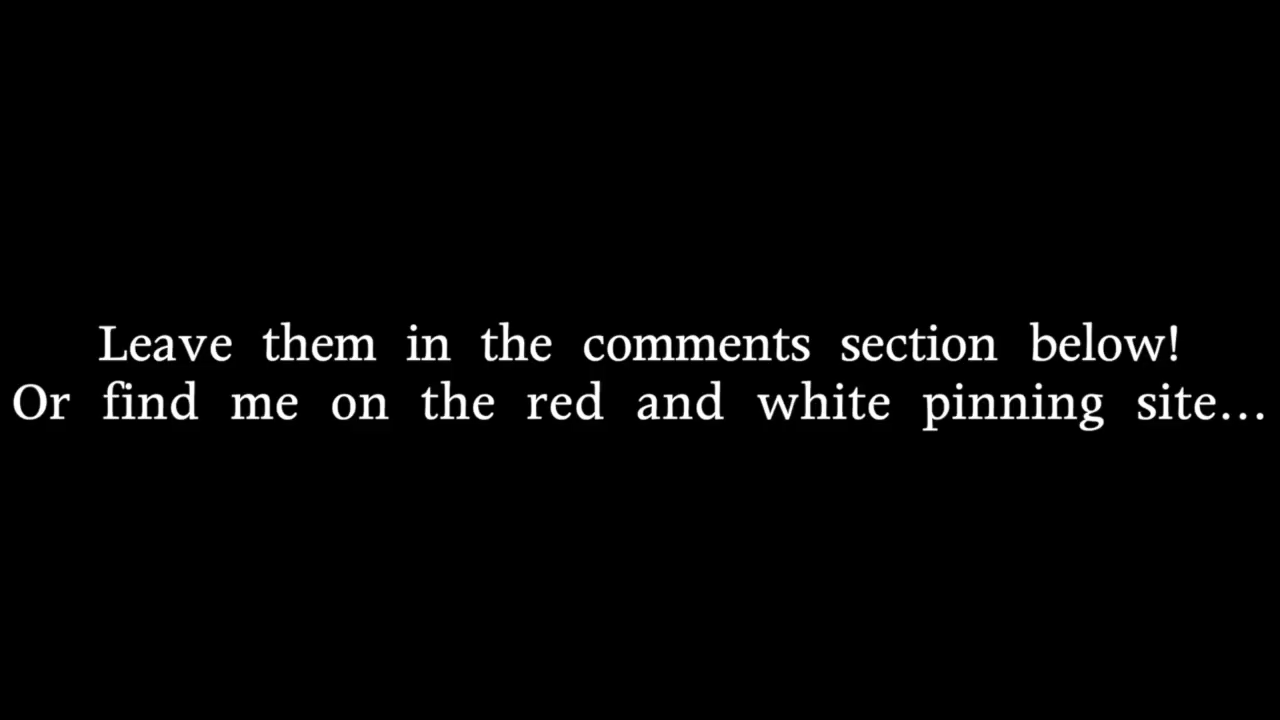 Leave them in the comments section below!
Or find me on the red and white pinning site...